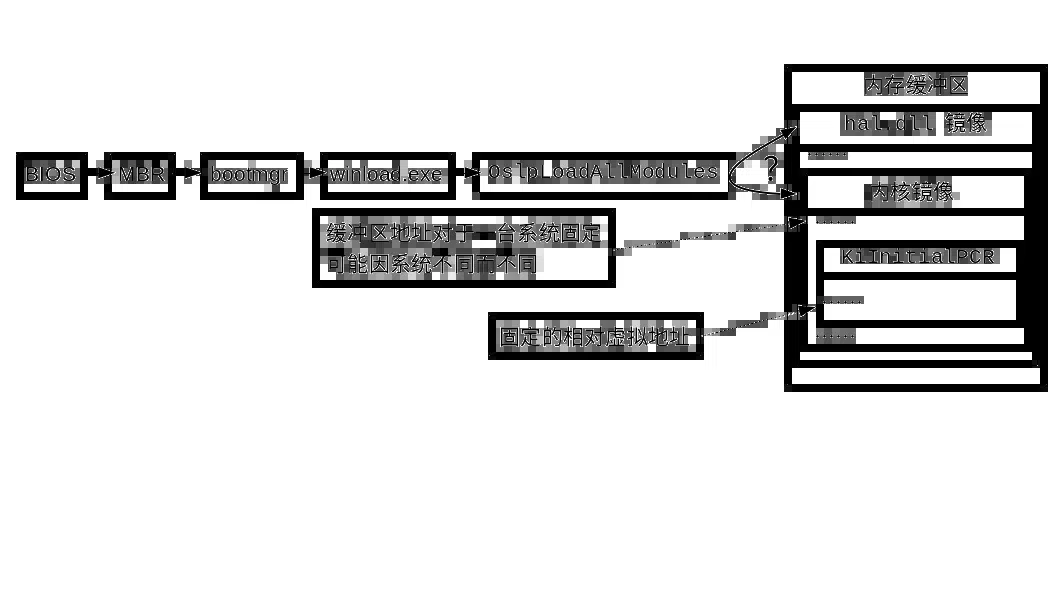 内存缓冲区
hal.dll 镜像
......
BIOS
MBR
bootmgr
winload.exe
OslpLoadAllModules
?
内核镜像
......
缓冲区地址对于一台系统固定
可能因系统不同而不同
KiInitialPCR
......
固定的相对虚拟地址
......